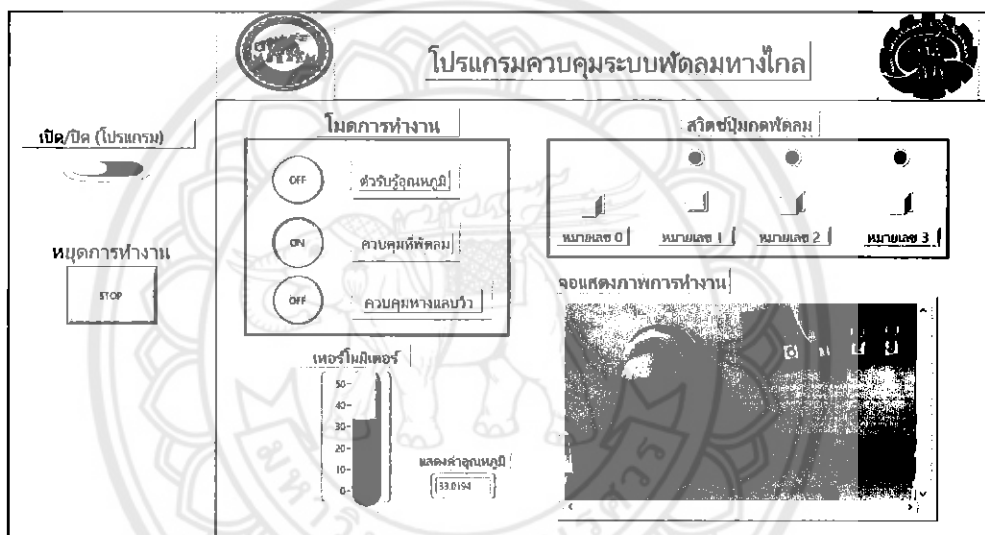 โปรแกรมควบคุมระบบพัดลมทางไกล
เปิด/ปิด (โปรแกรม)
หยุดการทำงาน
STOP
โมดการทำงาน
OFF
ตัวรับรู้อุณหภูมิ
ON
ควบคุมที่พัดลม
OFF
ควบคุมทางแลบวิว
สวิตช์ปุ่มกดพัดลม
หมายเลข 0
หมายเลข 1
หมายเลข 2
หมายเลข 3
จอแสดงภาพการทำงาน
เทอร์โมมิเตอร์
50
40
30
20
10
0
แสดงค่าอุณหภูมิ
33.0194